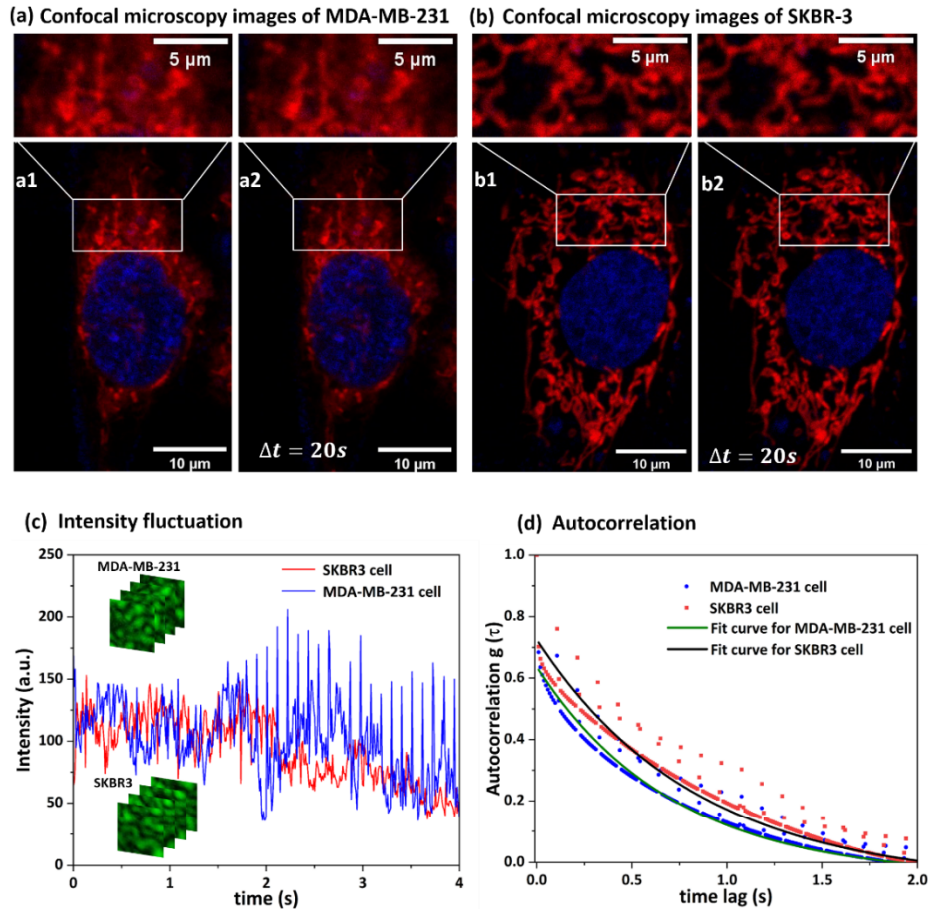 (a) Confocal microscopy images of MDA-MB-231
(b) Confocal microscopy images of SKBR-3
5 μm
5 μm
5 μm
5 μm
a1
a2
b1
b2
10 μm
Δt = 20s
10 μm
10 μm
Δt = 20s
10 μm
(c) Intensity fluctuation
(d) Autocorrelation
250
200
150
100
50
0
Intensity (a.u.)
MDA-MB-231
SKBR3
SKBR3 cell
MDA-MB-231 cell
0
1
2
3
4
time (s)
1.0
0.8
0.6
0.4
0.2
0.0
Autocorrelation g (τ)
MDA-MB-231 cell
SKBR3 cell
Fit curve for MDA-MB-231 cell
Fit curve for SKBR3 cell
0.0
0.5
1.0
1.5
2.0
time lag (s)